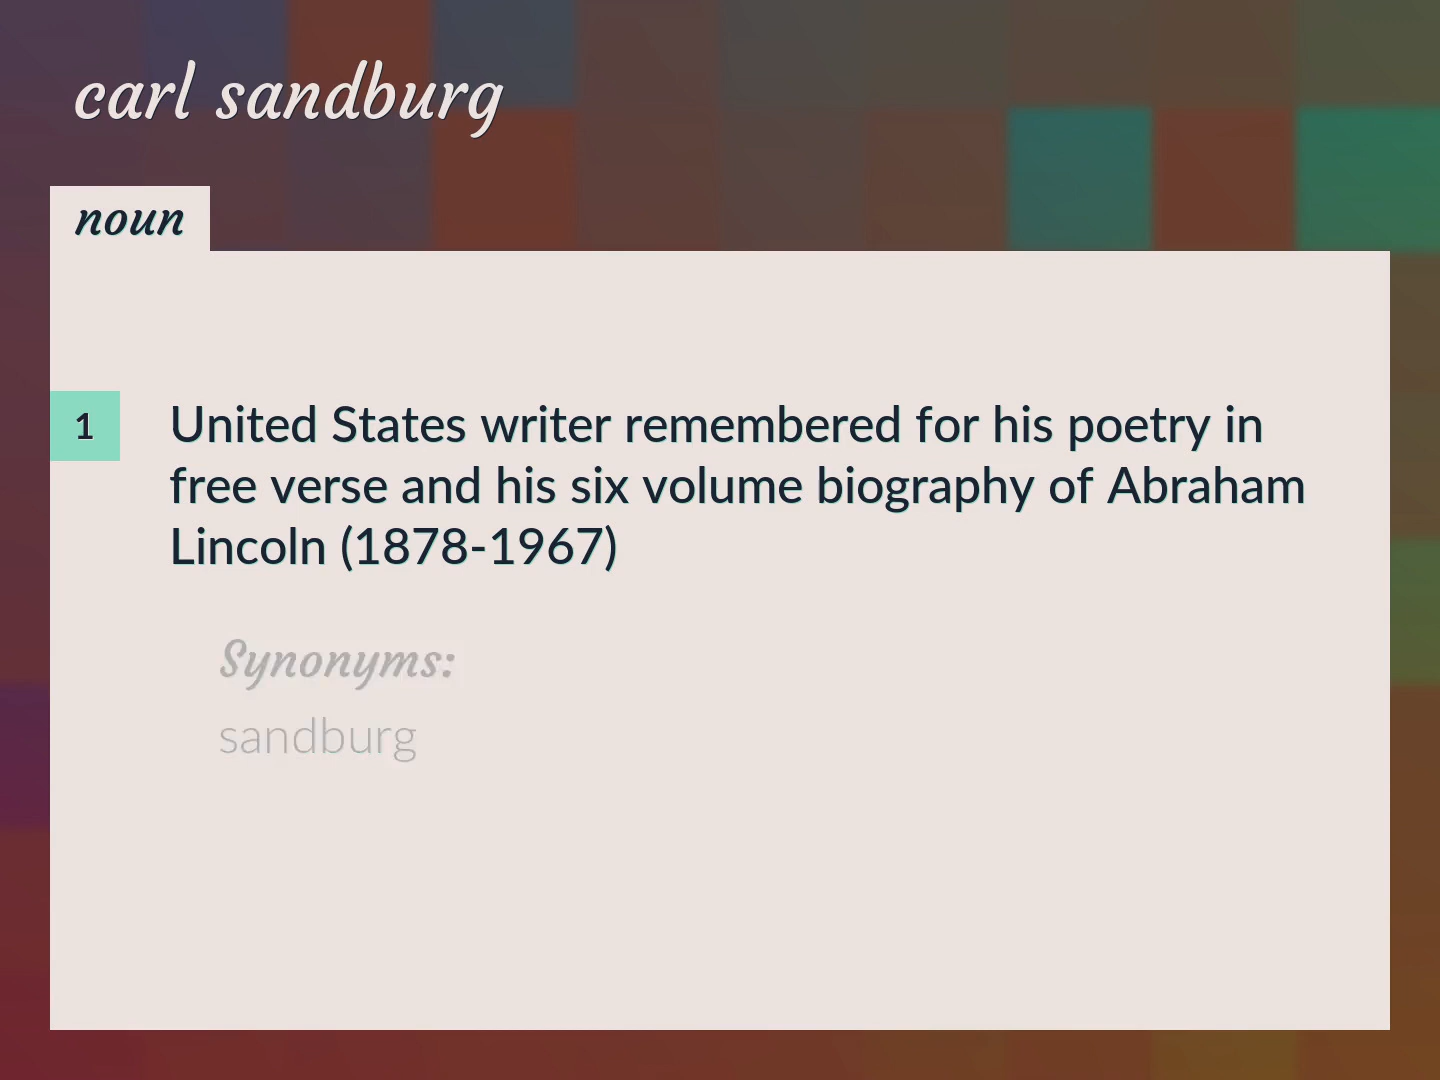 carl sandburg
noun
1
United States writer remembered for his poetry in
free verse and his six volume biography of Abraham
Lincoln (1878-1967)
Synonyms:
sandburg